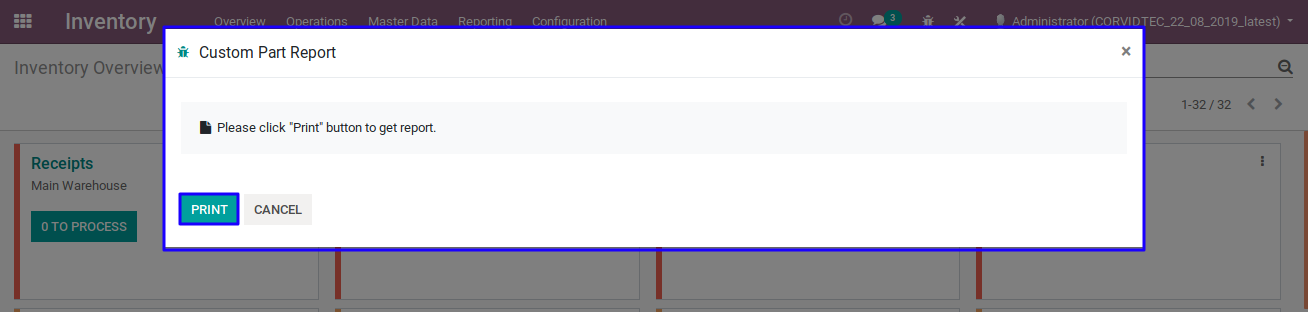 Inventory Overview Operations Master Data Reporting Configuration 3 Administrator (CORVIDTEC_22_08_2019_latest)
Custom Part Report ×
Inventory Overview
Please click "Print" button to get report.
1-32 / 32
Receipts
Main Warehouse
PRINT CANCEL
0 TO PROCESS